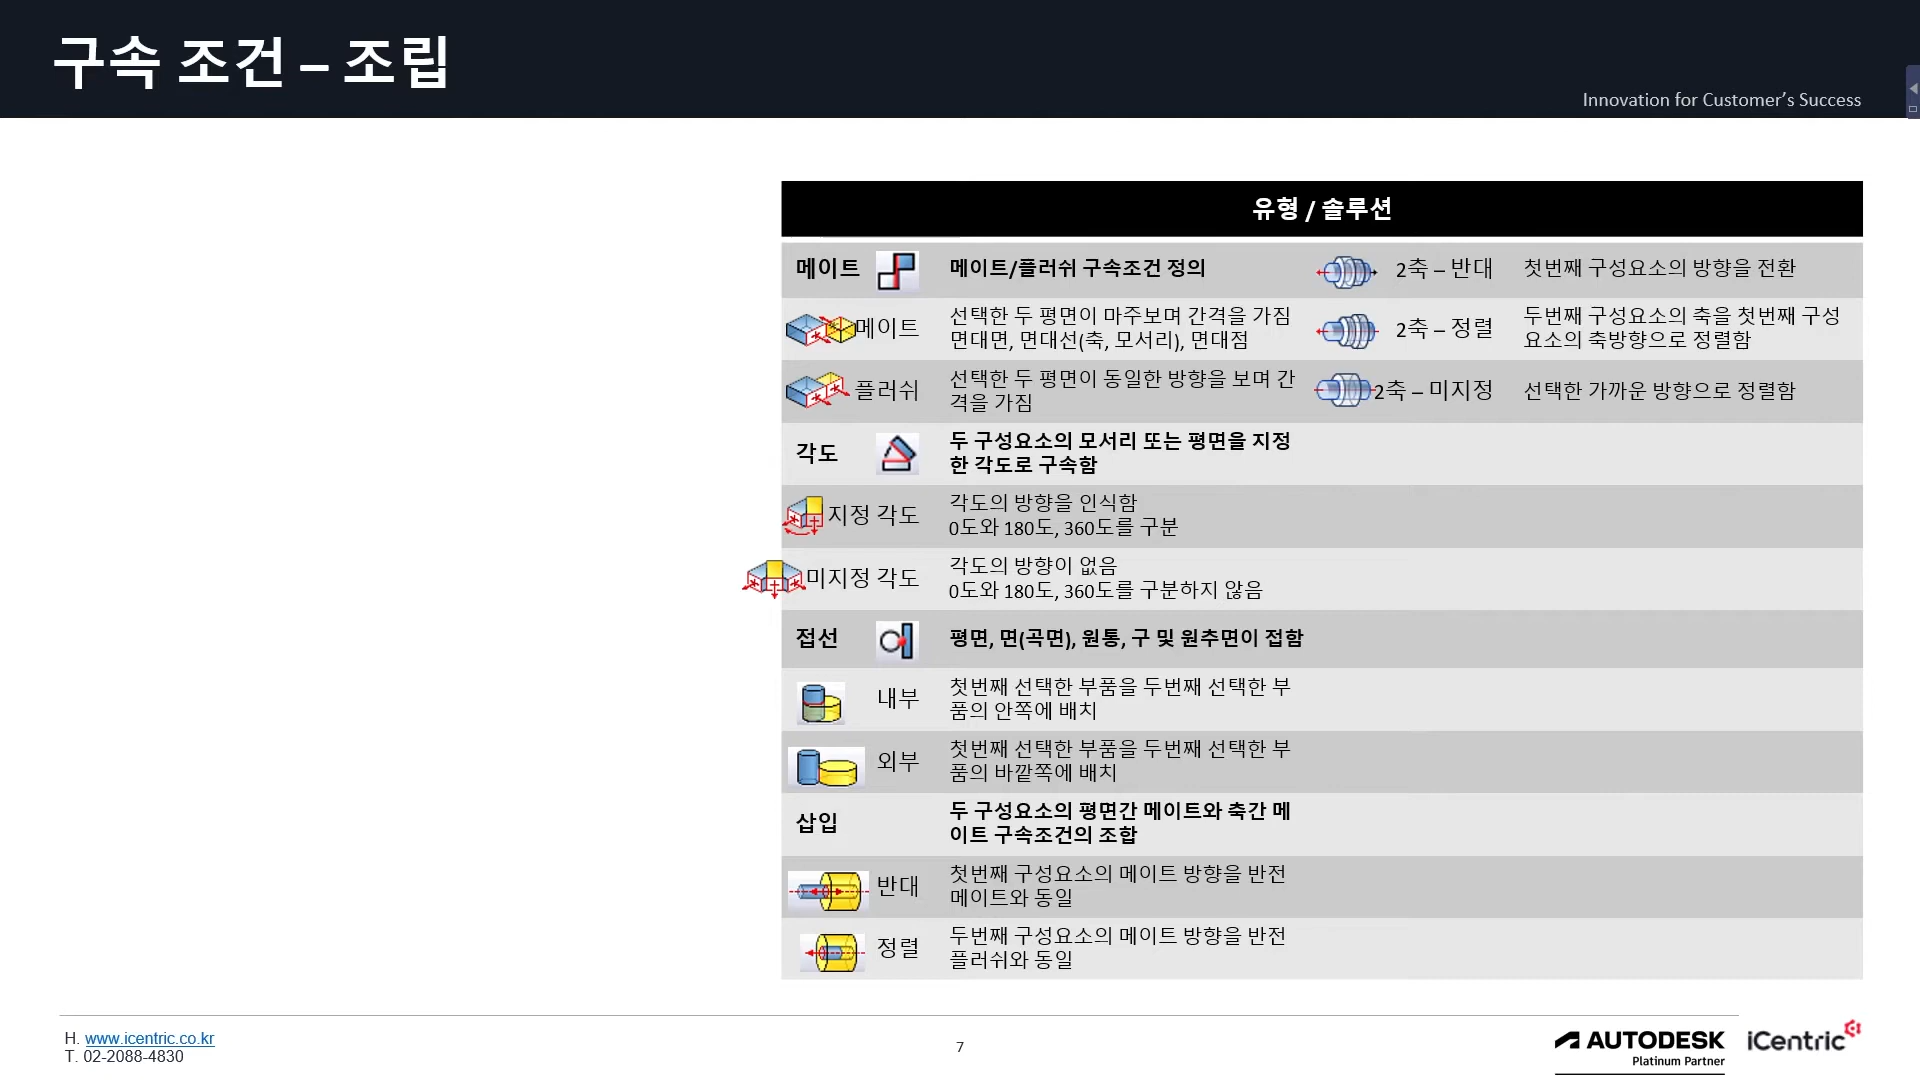 구속 조건 – 조립
Innovation for Customer’s Success
유형 / 솔루션
메이트
메이트/플러쉬 구속조건 정의
2축 – 반대
첫번째 구성요소의 방향을 전환
메이트
선택한 두 평면이 마주보며 간격을 가짐
면대면, 면대선(축, 모서리), 면대점
2축 – 정렬
두번째 구성요소의 축을 첫번째 구성
요소의 축방향으로 정렬함
플러쉬
선택한 두 평면이 동일한 방향을 보며 간
격을 가짐
2축 – 미지정
선택한 가까운 방향으로 정렬함
각도
두 구성요소의 모서리 또는 평면을 지정
한 각도로 구속함
지정 각도
각도의 방향을 인식함
0도와 180도, 360도를 구분
미지정 각도
각도의 방향이 없음
0도와 180도, 360도를 구분하지 않음
접선
평면, 면(곡면), 원통, 구 및 원추면이 접함
내부
첫번째 선택한 부품을 두번째 선택한 부
품의 안쪽에 배치
외부
첫번째 선택한 부품을 두번째 선택한 부
품의 바깥쪽에 배치
삽입
두 구성요소의 평면간 메이트와 축간 메
이트 구속조건의 조합
반대
첫번째 구성요소의 메이트 방향을 반전
메이트와 동일
정렬
두번째 구성요소의 메이트 방향을 반전
플러쉬와 동일
H. www.icentric.co.kr
T. 02-2088-4830
7
AUTODESK
Platinum Partner
iCentric